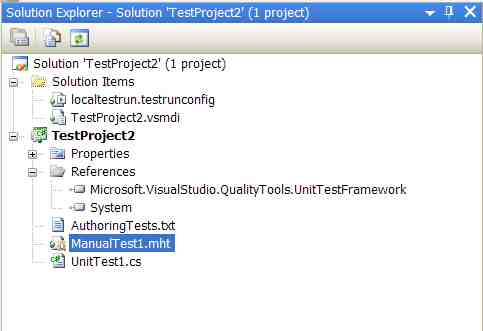 Solution Explorer - Solution 'TestProject2' (1 project)
Solution 'TestProject2' (1 project)
Solution Items
localtestrun.testrunconfig
TestProject2.vsmdi
TestProject2
Properties
References
Microsoft.VisualStudio.QualityTools.UnitTestFramework
System
AuthoringTests.txt
ManualTest1.mht
UnitTest1.cs